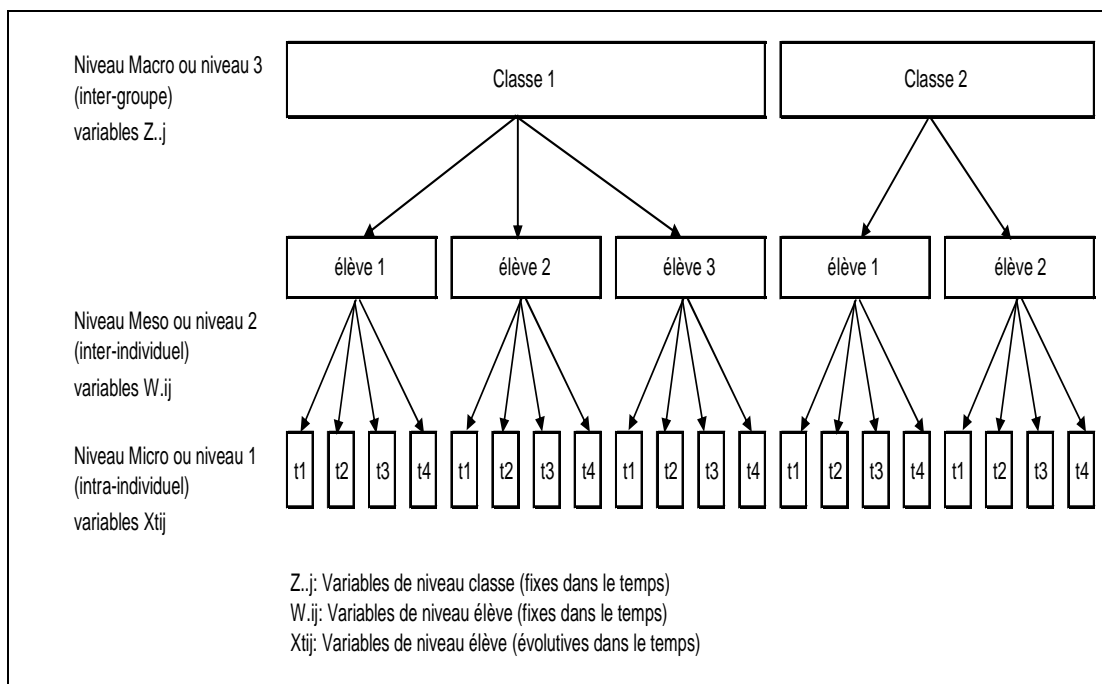 Niveau Macro ou niveau 3
(inter-groupe)
variables Z..j
Classe 1
Classe 2
élève 1
élève 2
élève 3
élève 1
élève 2
Niveau Meso ou niveau 2
(inter-individuel)
variables W.ij
Niveau Micro ou niveau 1
(intra-individuel)
variables Xtij
t1 t2 t3 t4 t1 t2 t3 t4 t1 t2 t3 t4 t1 t2 t3 t4 t1 t2 t3 t4
Z..j: Variables de niveau classe (fixes dans le temps)
W.ij: Variables de niveau élève (fixes dans le temps)
Xtij: Variables de niveau élève (évolutives dans le temps)